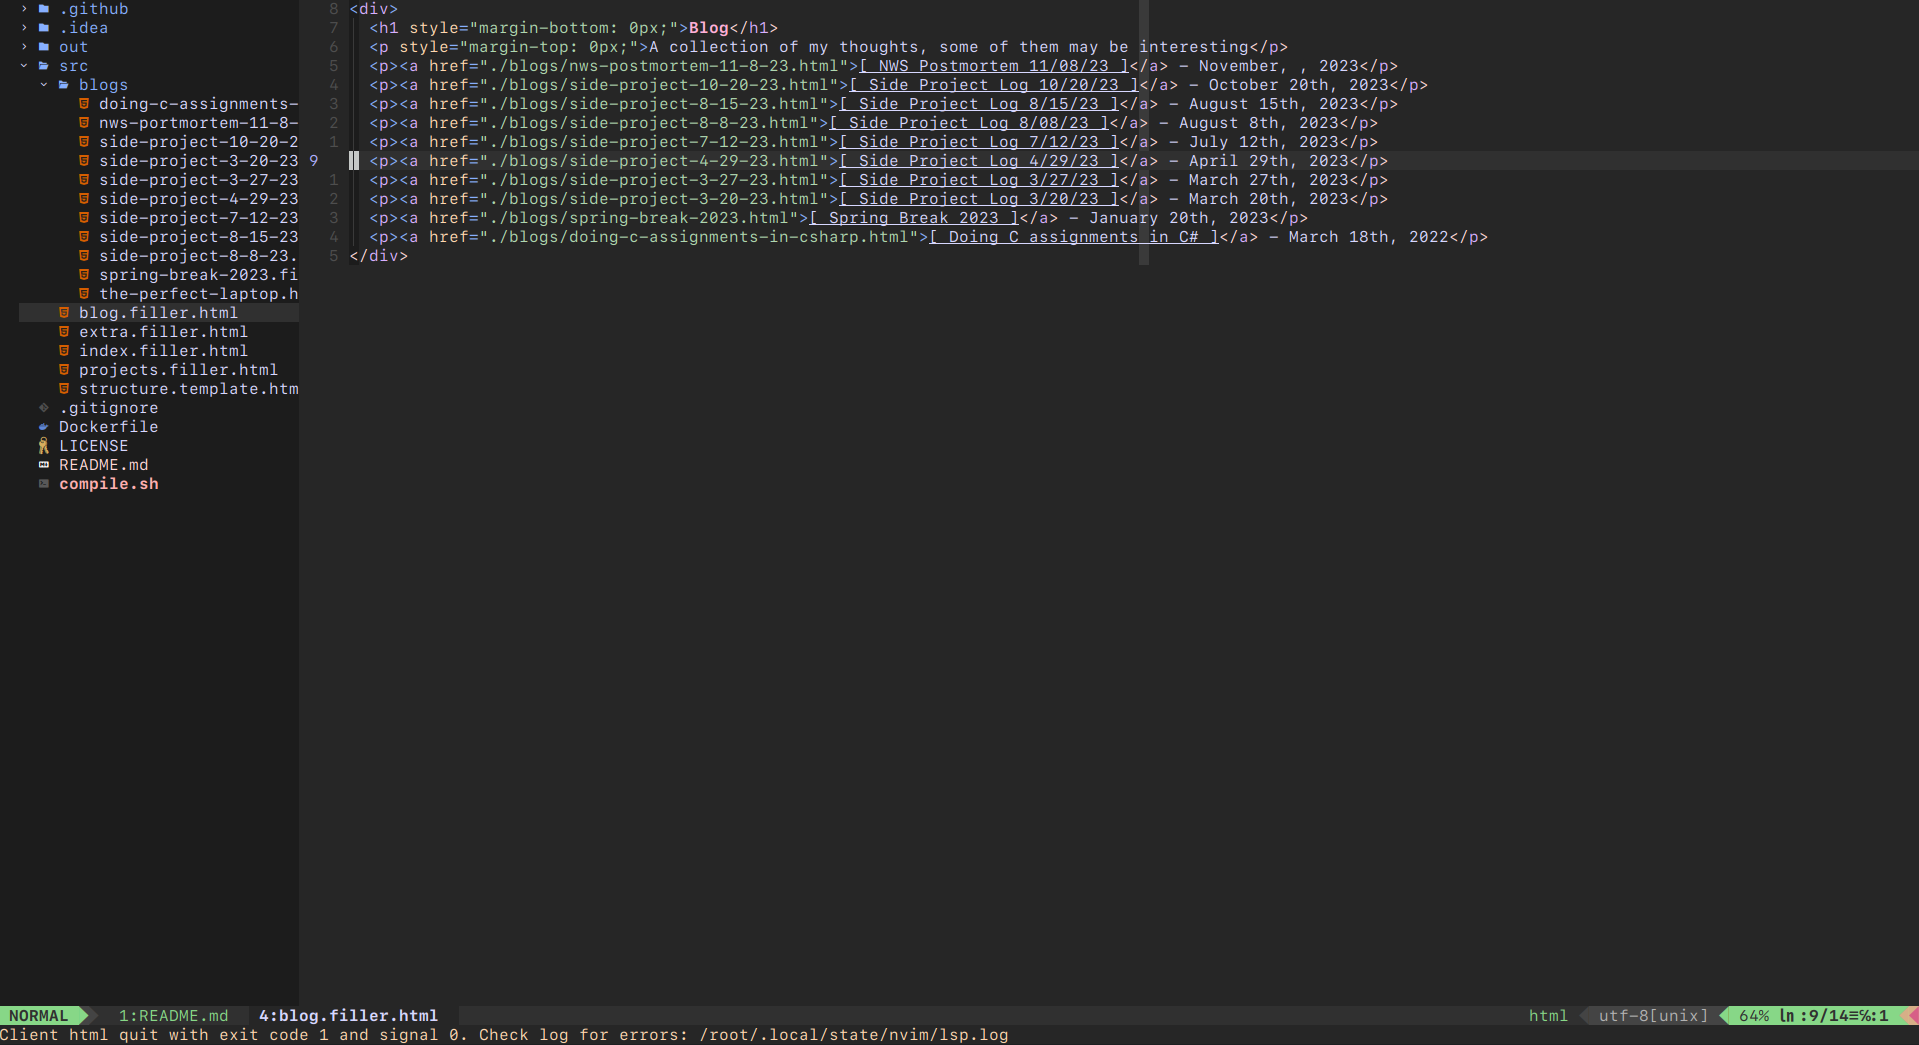 .github
.idea
out
src
blogs
doing-c-assignments-
nws-portmortem-11-8-
side-project-10-20-2
side-project-3-20-23
side-project-3-27-23
side-project-4-29-23
side-project-7-12-23
side-project-8-15-23
side-project-8-8-23.
spring-break-2023.fi
the-perfect-laptop.h
blog.filler.html
extra.filler.html
index.filler.html
projects.filler.html
structure.template.htm
.gitignore
Dockerfile
LICENSE
README.md
compile.sh
8 <div>
7 <h1 style="margin-bottom: 0px;">Blog</h1>
6 <p style="margin-top: 0px;">A collection of my thoughts, some of them may be interesting</p>
5 <p><a href="./blogs/nws-postmortem-11-8-23.html">[ NWS Postmortem 11/08/23 ]</a> - November, , 2023</p>
4 <p><a href="./blogs/side-project-10-20-23.html">[ Side Project Log 10/20/23 ]</a> - October 20th, 2023</p>
3 <p><a href="./blogs/side-project-8-15-23.html">[ Side Project Log 8/15/23 ]</a> - August 15th, 2023</p>
2 <p><a href="./blogs/side-project-8-8-23.html">[ Side Project Log 8/08/23 ]</a> - August 8th, 2023</p>
1 <p><a href="./blogs/side-project-7-12-23.html">[ Side Project Log 7/12/23 ]</a> - July 12th, 2023</p>
9 <p><a href="./blogs/side-project-4-29-23.html">[ Side Project Log 4/29/23 ]</a> - April 29th, 2023</p>
1 <p><a href="./blogs/side-project-3-27-23.html">[ Side Project Log 3/27/23 ]</a> - March 27th, 2023</p>
2 <p><a href="./blogs/side-project-3-20-23.html">[ Side Project Log 3/20/23 ]</a> - March 20th, 2023</p>
3 <p><a href="./blogs/spring-break-2023.html">[ Spring Break 2023 ]</a> - January 20th, 2023</p>
4 <p><a href="./blogs/doing-c-assignments-in-csharp.html">[ Doing C assignments in C# ]</a> - March 18th, 2022</p>
5 </div>
NORMAL 1:README.md 4:blog.filler.html html utf-8[unix] 64% ln :9/14≡℅:1
Client html quit with exit code 1 and signal 0. Check log for errors: /root/.local/state/nvim/lsp.log